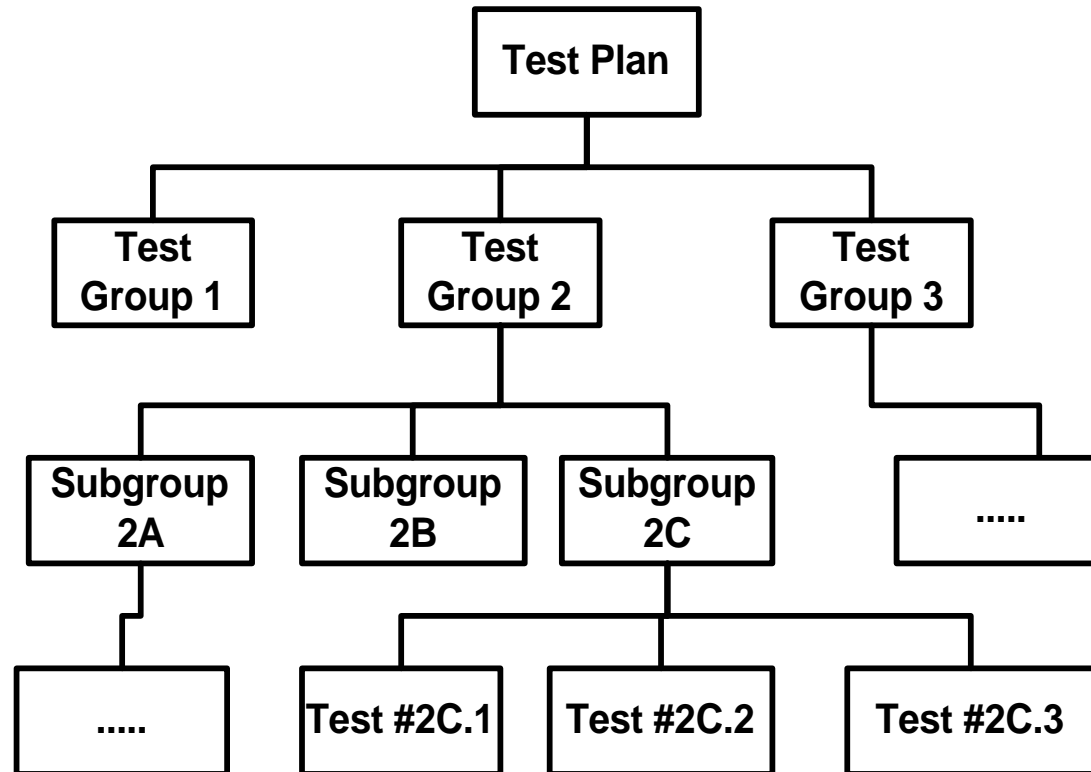 Test Plan
Test
Group 1
Test
Group 2
Test
Group 3
Subgroup
2A
Subgroup
2B
Subgroup
2C
.....
.....
Test #2C.1
Test #2C.2
Test #2C.3